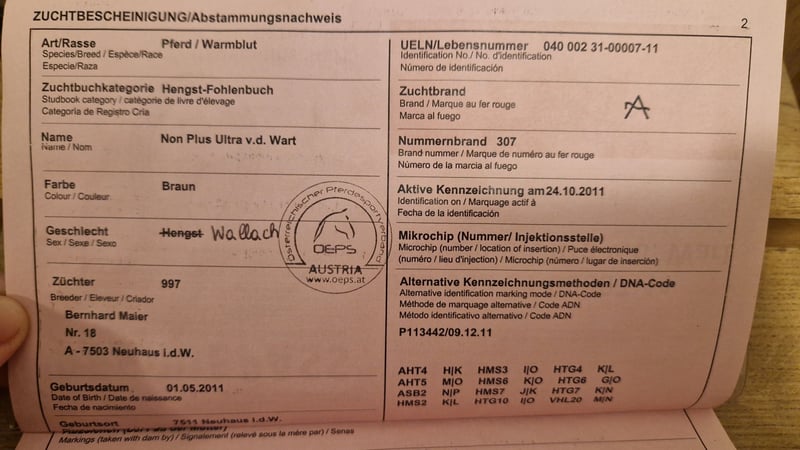 ZUCHTBESCHEINIGUNG/Abstammungsnachweis
2
Art/Rasse Pferd / Warmblut
Species/Breed / Espèce/Race
Especie/Raza
Zuchtbuchkategorie Hengst-Fohlenbuch
Studbook category / catégorie de livre d'élevage
Categoria de Registro Cria
Name Non Plus Ultra v.d. Wart
Name / Nom
Farbe Braun
Colour / Couleur
Geschlecht Hengst Wallach
Sex / Sexe / Sexo
Österreichischer Pferdesportverband
OEPS
AUSTRIA
www.oeps.at
Züchter 997
Breeder / Eleveur / Criador
Bernhard Maier
Nr. 18
A - 7503 Neuhaus i.d.W.
Geburtsdatum 01.05.2011
Date of Birth / Date de naissance
Fecha de nacimiento
Geburtsort 7511 Neuhaus i.d.W.
UELN/Lebensnummer 040 002 31-00007-11
Identification No./ No. d'identification
Número de identificación
Zuchtbrand
Brand / Marque au fer rouge
Marca al fuego
Nummernbrand 307
Brand nummer / Marque de numéro au fer rouge
Número de la marcia al fuego
Aktive Kennzeichnung am 24.10.2011
Identification on / Marquage actif à
Fecha de la identificación
Mikrochip (Nummer/ Injektionsstelle)
Microchip (number / location of insertion) / Puce électronique
(numéro / lieu d'injection) / Microchip (número / lugar de inserción)
Alternative Kennzeichnungsmethoden / DNA-Code
Alternative identification marking mode / DNA-Code
Méthode de marquage alternative / Code ADN
Método identificativo alternativo / Code ADN
P113442/09.12.11
AHT4 H|K HMS3 I|O HTG4 K|L
AHT5 M|O HMS6 K|O HTG6 G|O
ASB2 N|P HMS7 J|K HTG7 K|N
HMS2 K|L HTG10 I|O VHL20 M|N
Markings (taken with dam by) / Signalement (relevé sous la mère par) / Senas